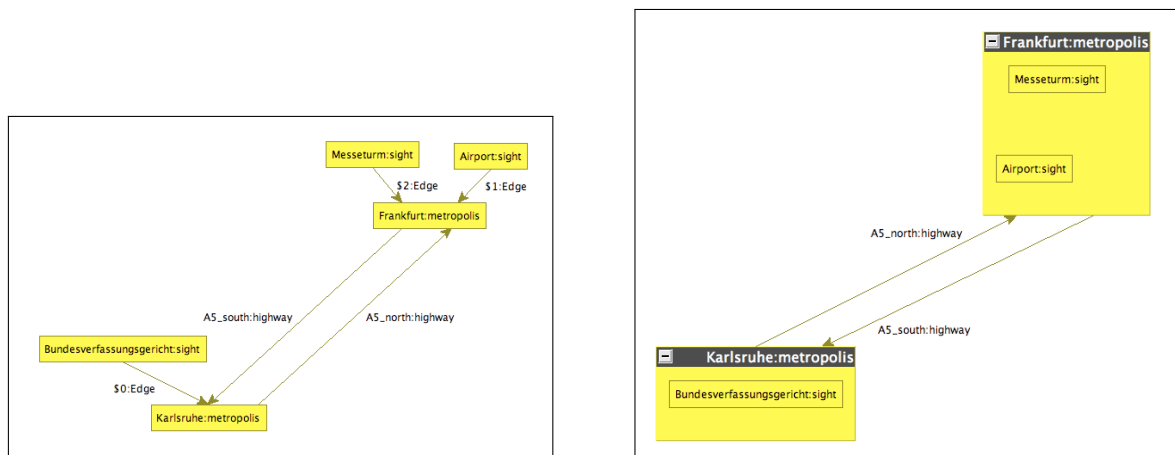 Messeturm:sight
Airport:sight
$2:Edge
$1:Edge
Frankfurt:metropolis
A5_south:highway
A5_north:highway
Bundesverfassungsgericht:sight
$0:Edge
Karlsruhe:metropolis
Frankfurt:metropolis
Messeturm:sight
Airport:sight
A5_north:highway
A5_south:highway
Karlsruhe:metropolis
Bundesverfassungsgericht:sight